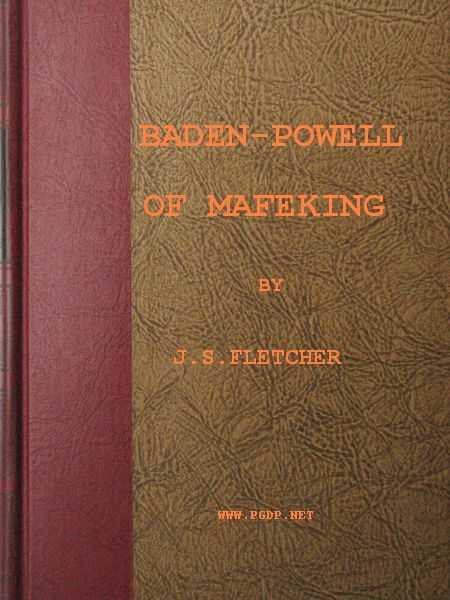 BADEN-POWELL
OF MAFEKING
BY
J.S.FLETCHER
WWW.PGDP.NET